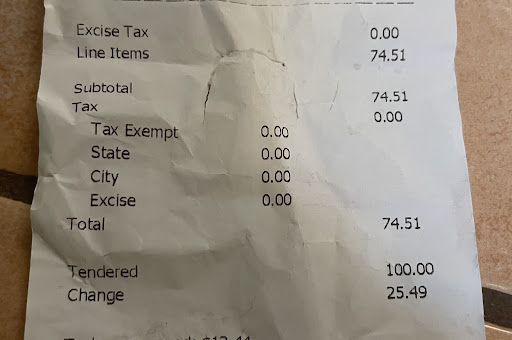 Excise Tax 0.00
Line Items 74.51
Subtotal 74.51
Tax 0.00
Tax Exempt 0.00
State 0.00
City 0.00
Excise 0.00
Total 74.51
Tendered 100.00
Change 25.49